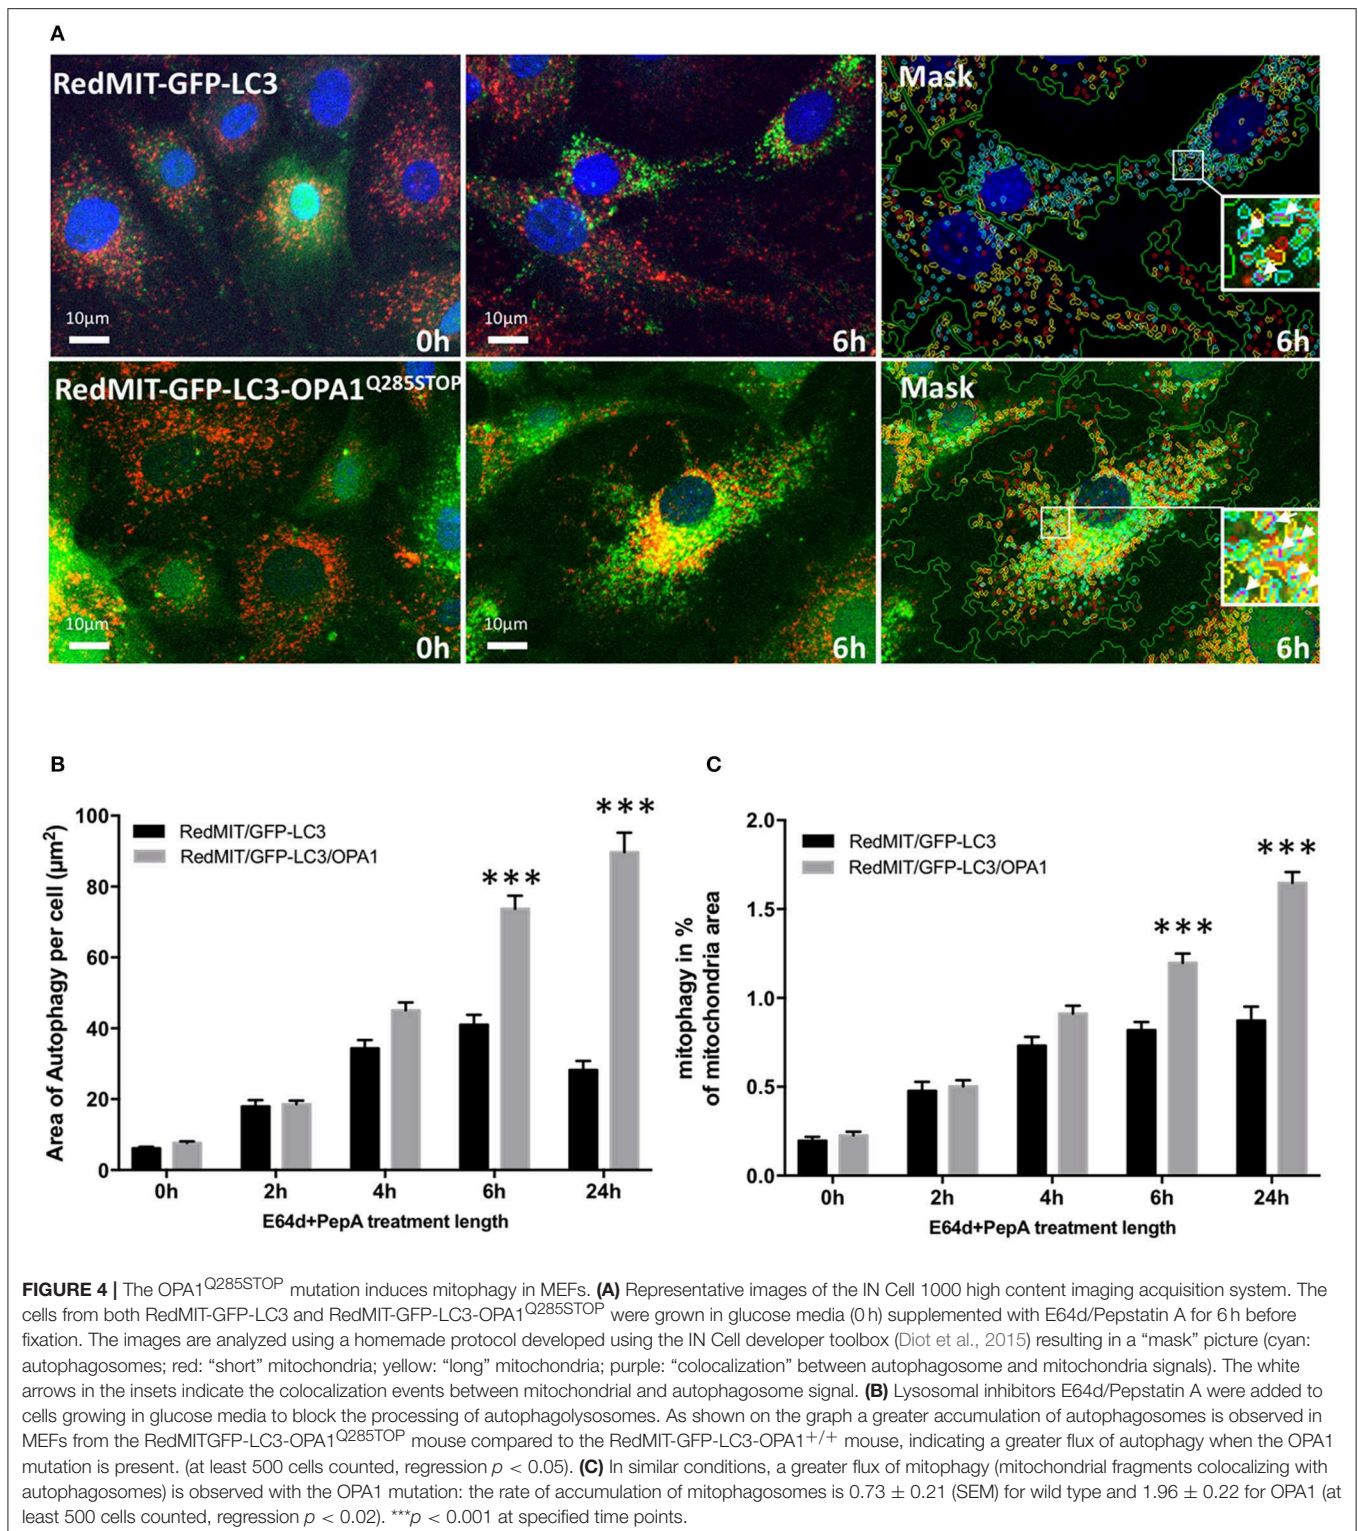 A
RedMIT-GFP-LC3
10µm
0h
10µm
6h
Mask
6h
RedMIT-GFP-LC3-OPA1Q285STOP
10µm
0h
10µm
6h
Mask
6h
B
Area of Autophagy per cell (µm2)
100
80
60
40
20
0
RedMIT/GFP-LC3
RedMIT/GFP-LC3/OPA1
***
***
0h 2h 4h 6h 24h
E64d+PepA treatment length
C
mitophagy in %
of mitochondria area
2.0
1.5
1.0
0.5
0.0
RedMIT/GFP-LC3
RedMIT/GFP-LC3/OPA1
***
***
0h 2h 4h 6h 24h
E64d+PepA treatment length
FIGURE 4 | The OPA1Q285STOP mutation induces mitophagy in MEFs. (A) Representative images of the IN Cell 1000 high content imaging acquisition system. The
cells from both RedMIT-GFP-LC3 and RedMIT-GFP-LC3-OPA1Q285STOP were grown in glucose media (0 h) supplemented with E64d/Pepstatin A for 6 h before
fixation. The images are analyzed using a homemade protocol developed using the IN Cell developer toolbox (Diot et al., 2015) resulting in a “mask” picture (cyan:
autophagosomes; red: “short” mitochondria; yellow: “long” mitochondria; purple: “colocalization” between autophagosome and mitochondria signals). The white
arrows in the insets indicate the colocalization events between mitochondrial and autophagosome signal. (B) Lysosomal inhibitors E64d/Pepstatin A were added to
cells growing in glucose media to block the processing of autophagolysosomes. As shown on the graph a greater accumulation of autophagosomes is observed in
MEFs from the RedMITGFP-LC3-OPA1Q285TOP mouse compared to the RedMIT-GFP-LC3-OPA1+/+ mouse, indicating a greater flux of autophagy when the OPA1
mutation is present. (at least 500 cells counted, regression p < 0.05). (C) In similar conditions, a greater flux of mitophagy (mitochondrial fragments colocalizing with
autophagosomes) is observed with the OPA1 mutation: the rate of accumulation of mitophagosomes is 0.73 ± 0.21 (SEM) for wild type and 1.96 ± 0.22 for OPA1 (at
least 500 cells counted, regression p < 0.02). ***p < 0.001 at specified time points.